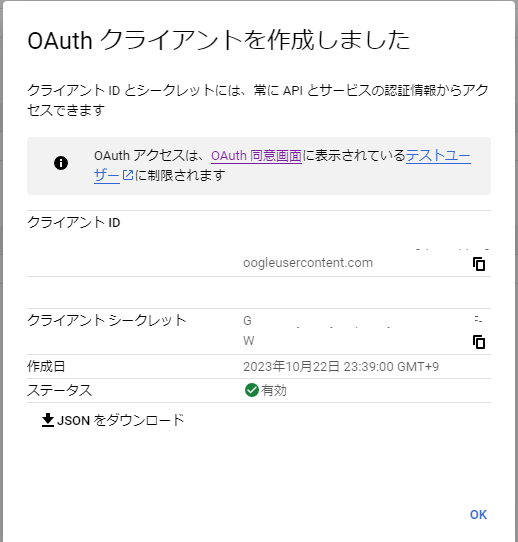 OAuth クライアントを作成しました
クライアント ID とシークレットには、常に API とサービスの認証情報からアク
セスできます
OAuth アクセスは、OAuth 同意画面に表示されているテストユー
ザーに制限されます
クライアント ID
oogleusercontent.com
クライアント シークレット
G
W
作成日 2023年10月22日 23:39:00 GMT+9
ステータス 有効
JSON をダウンロード
OK